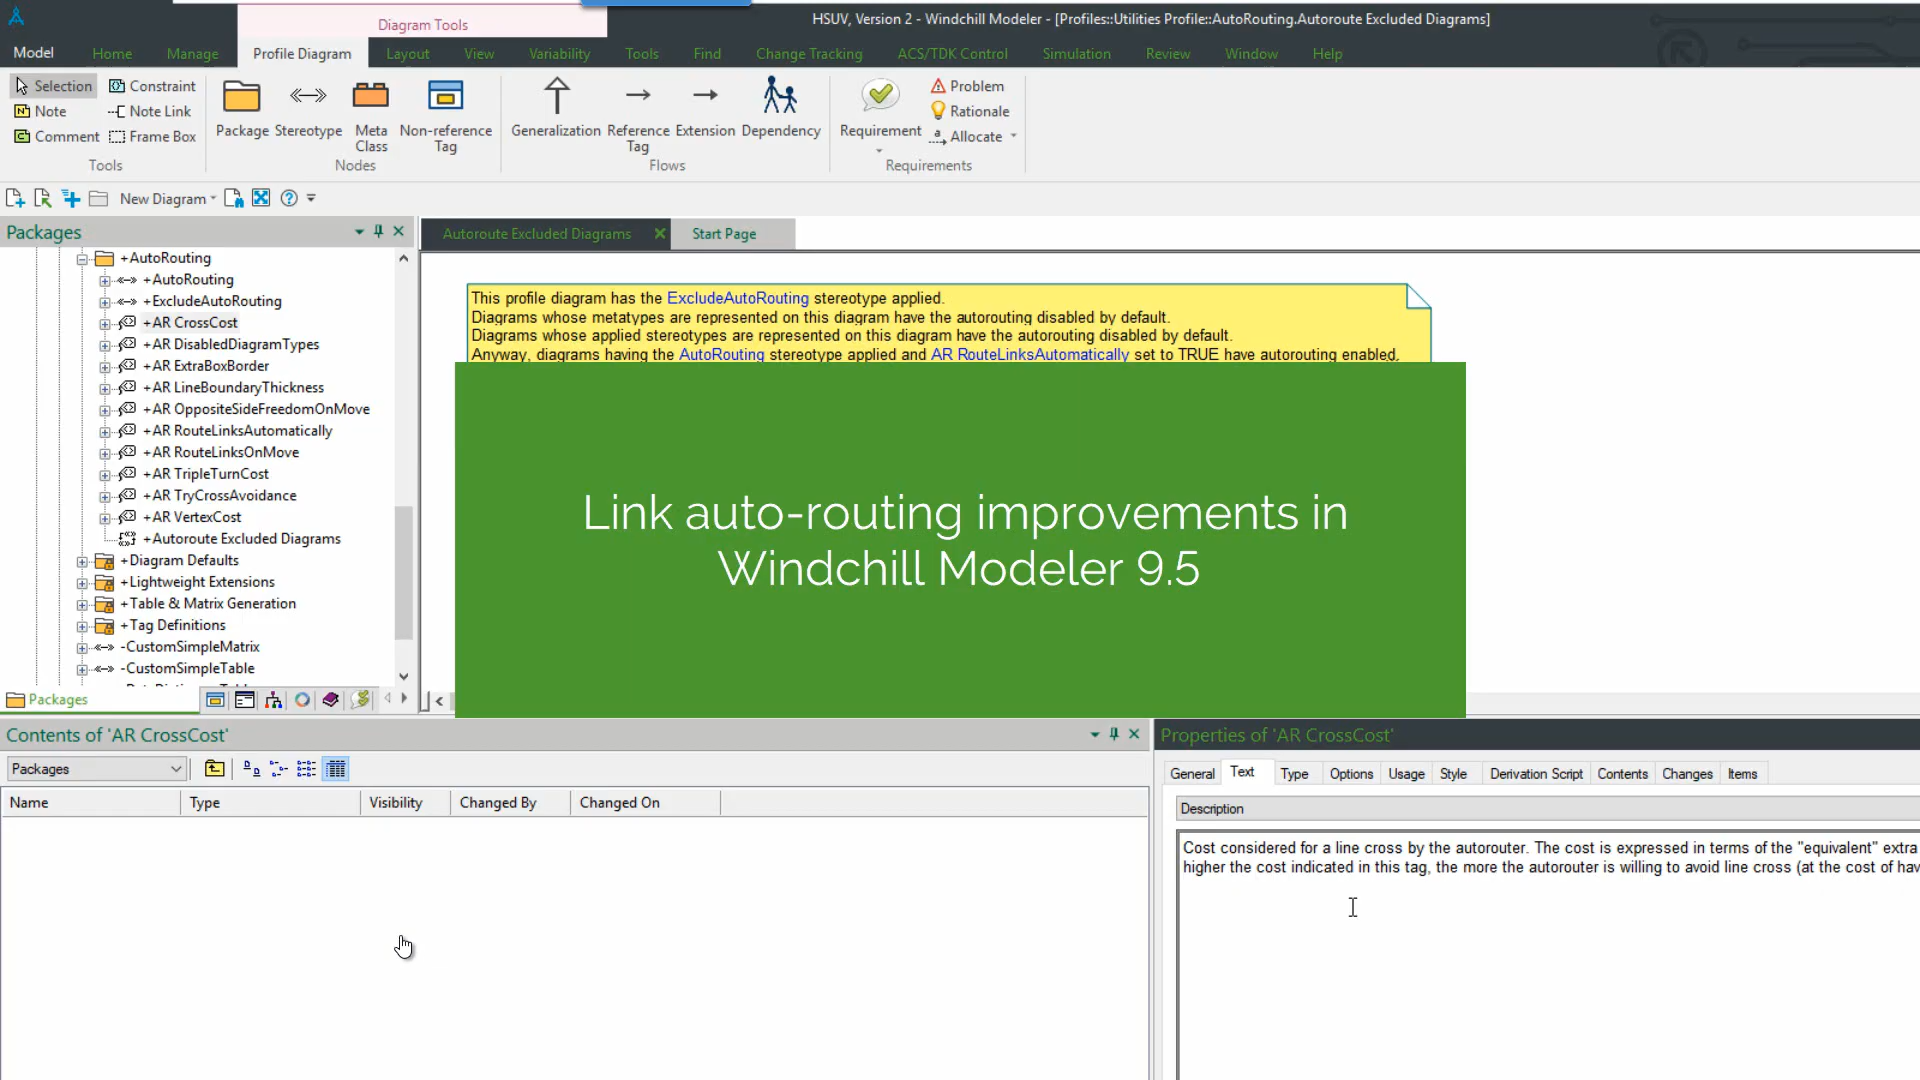 Diagram Tools
HSUV, Version 2 - Windchill Modeler - [Profiles::Utilities Profile::AutoRouting.Autoroute Excluded Diagrams]
Model Home Manage Profile Diagram Layout View Variability Tools Find Change Tracking ACS/TDK Control Simulation Review Window Help
Selection Constraint
Note Note Link
Comment Frame Box
Tools
Package Stereotype Meta Class Non-reference Tag
Nodes
Generalization Reference Tag Extension Dependency
Flows
Requirement
Problem
Rationale
Allocate
Requirements
New Diagram
Packages
+AutoRouting
+AutoRouting
+ExcludeAutoRouting
+AR CrossCost
+AR DisabledDiagramTypes
+AR ExtraBoxBorder
+AR LineBoundaryThickness
+AR OppositeSideFreedomOnMove
+AR RouteLinksAutomatically
+AR RouteLinksOnMove
+AR TripleTurnCost
+AR TryCrossAvoidance
+AR VertexCost
+Autoroute Excluded Diagrams
+Diagram Defaults
+Lightweight Extensions
+Table & Matrix Generation
+Tag Definitions
-CustomSimpleMatrix
-CustomSimpleTable
Packages
Autoroute Excluded Diagrams Start Page
This profile diagram has the ExcludeAutoRouting stereotype applied.
Diagrams whose metatypes are represented on this diagram have the autorouting disabled by default.
Diagrams whose applied stereotypes are represented on this diagram have the autorouting disabled by default.
Anyway, diagrams having the AutoRouting stereotype applied and AR RouteLinksAutomatically set to TRUE have autorouting enabled,
Link auto-routing improvements in
Windchill Modeler 9.5
Contents of 'AR CrossCost'
Packages
Name Type Visibility Changed By Changed On
Properties of 'AR CrossCost'
General Text Type Options Usage Style Derivation Script Contents Changes Items
Description
Cost considered for a line cross by the autorouter. The cost is expressed in terms of the "equivalent" extra
higher the cost indicated in this tag, the more the autorouter is willing to avoid line cross (at the cost of hav